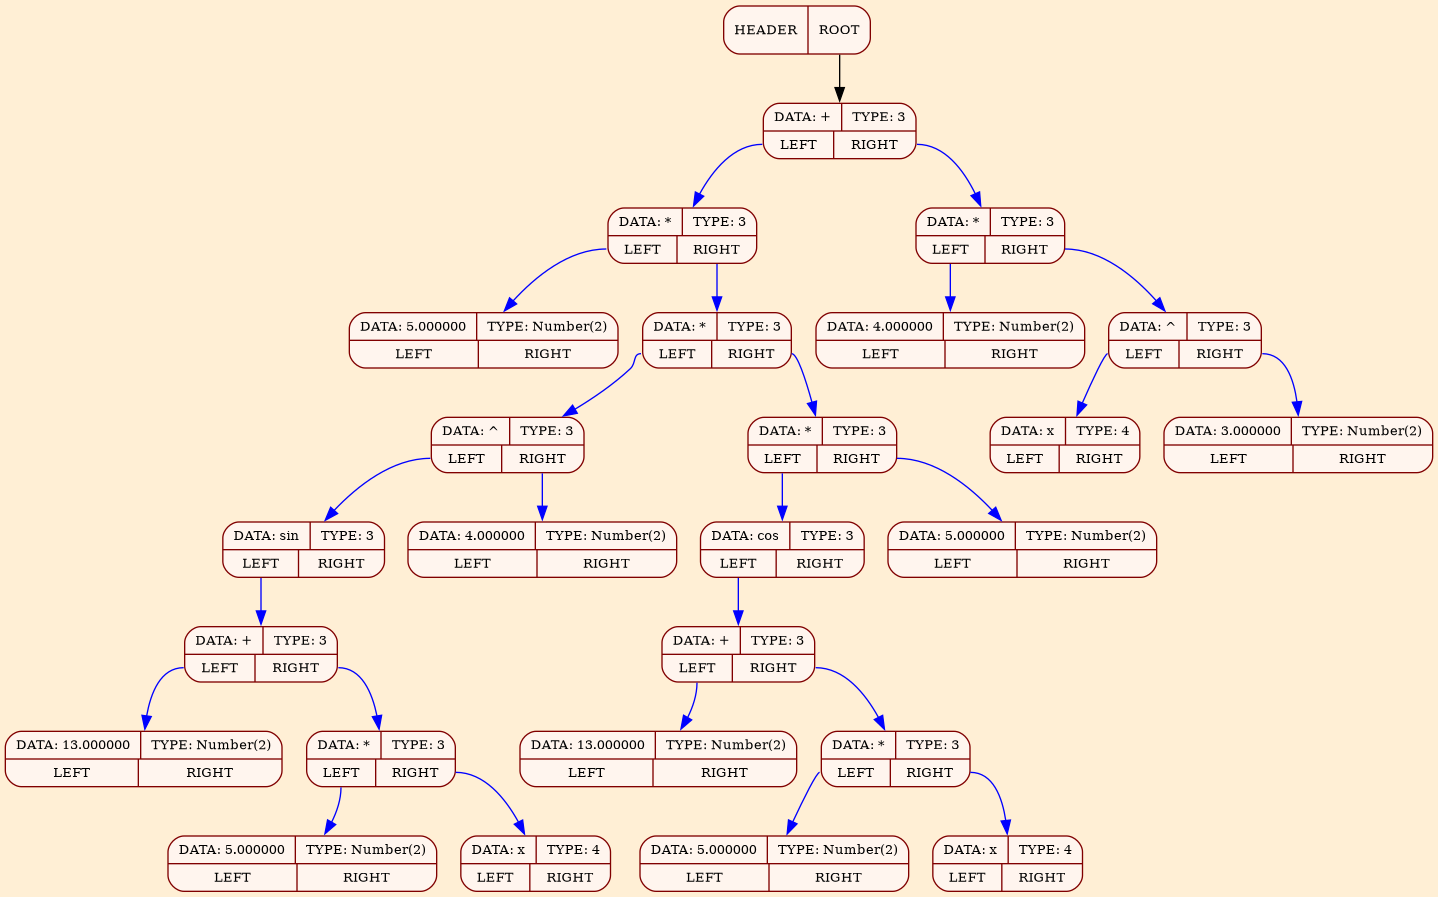 HEADER ROOT
DATA: + TYPE: 3
LEFT RIGHT
DATA: * TYPE: 3 DATA: * TYPE: 3
LEFT RIGHT LEFT RIGHT
DATA: 5.000000 TYPE: Number(2) DATA: * TYPE: 3 DATA: 4.000000 TYPE: Number(2) DATA: ^ TYPE: 3
LEFT RIGHT LEFT RIGHT LEFT RIGHT LEFT RIGHT
DATA: ^ TYPE: 3 DATA: * TYPE: 3 DATA: x TYPE: 4 DATA: 3.000000 TYPE: Number(2)
LEFT RIGHT LEFT RIGHT LEFT RIGHT LEFT RIGHT
DATA: sin TYPE: 3 DATA: 4.000000 TYPE: Number(2) DATA: cos TYPE: 3 DATA: 5.000000 TYPE: Number(2)
LEFT RIGHT LEFT RIGHT LEFT RIGHT LEFT RIGHT
DATA: + TYPE: 3 DATA: + TYPE: 3
LEFT RIGHT LEFT RIGHT
DATA: 13.000000 TYPE: Number(2) DATA: * TYPE: 3 DATA: 13.000000 TYPE: Number(2) DATA: * TYPE: 3
LEFT RIGHT LEFT RIGHT LEFT RIGHT LEFT RIGHT
DATA: 5.000000 TYPE: Number(2) DATA: x TYPE: 4 DATA: 5.000000 TYPE: Number(2) DATA: x TYPE: 4
LEFT RIGHT LEFT RIGHT LEFT RIGHT LEFT RIGHT